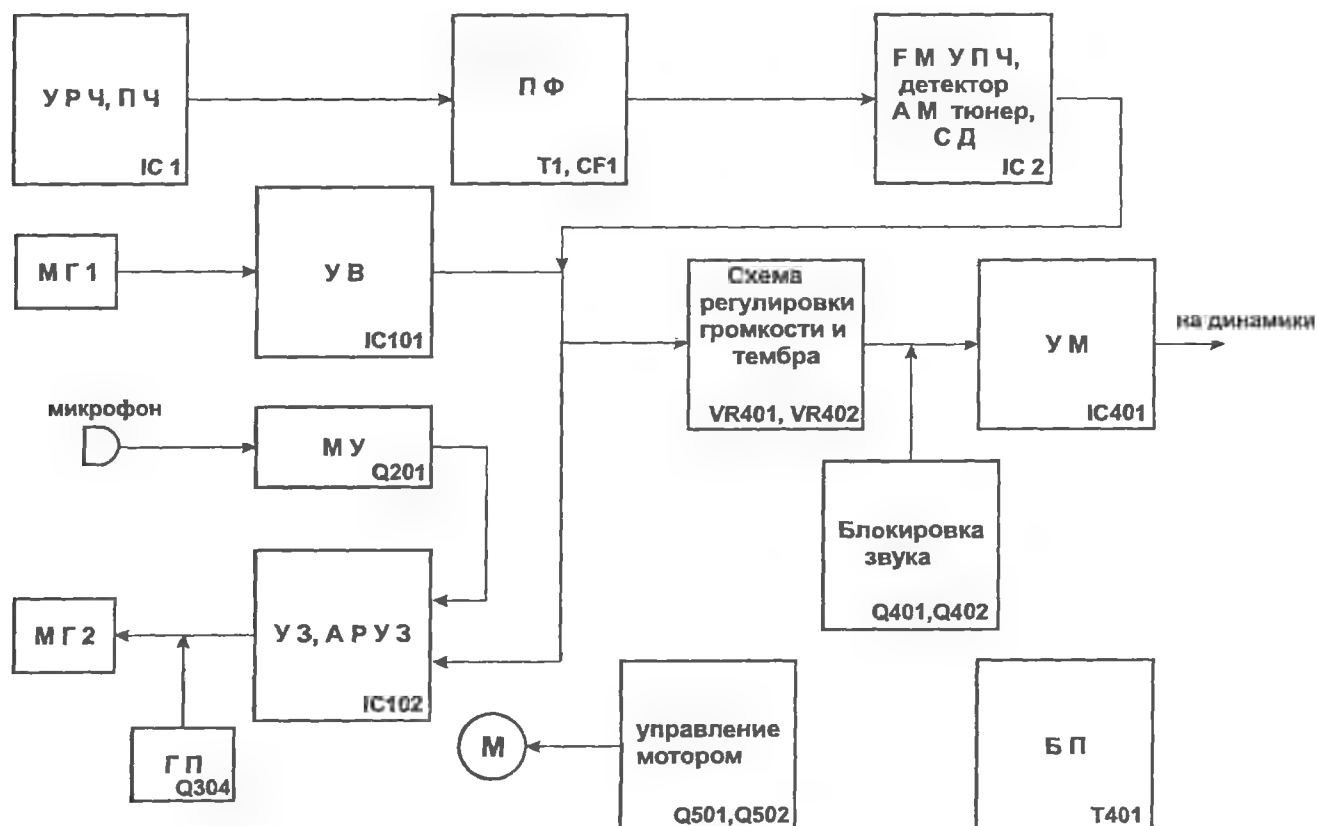 У Р Ч, П Ч
IC 1
П Ф
T1, CF1
F M У П Ч,
детектор
А М тюнер,
С Д
IC 2
М Г 1
У В
IC101
Схема
регулировки
громкости и
тембра
VR401, VR402
У М
IC401
на динамики
микрофон
М У
Q201
Блокировка
звука
Q401,Q402
М Г 2
У З, А Р У З
IC102
Г П
Q304
М
управление
мотором
Q501,Q502
Б П
T401